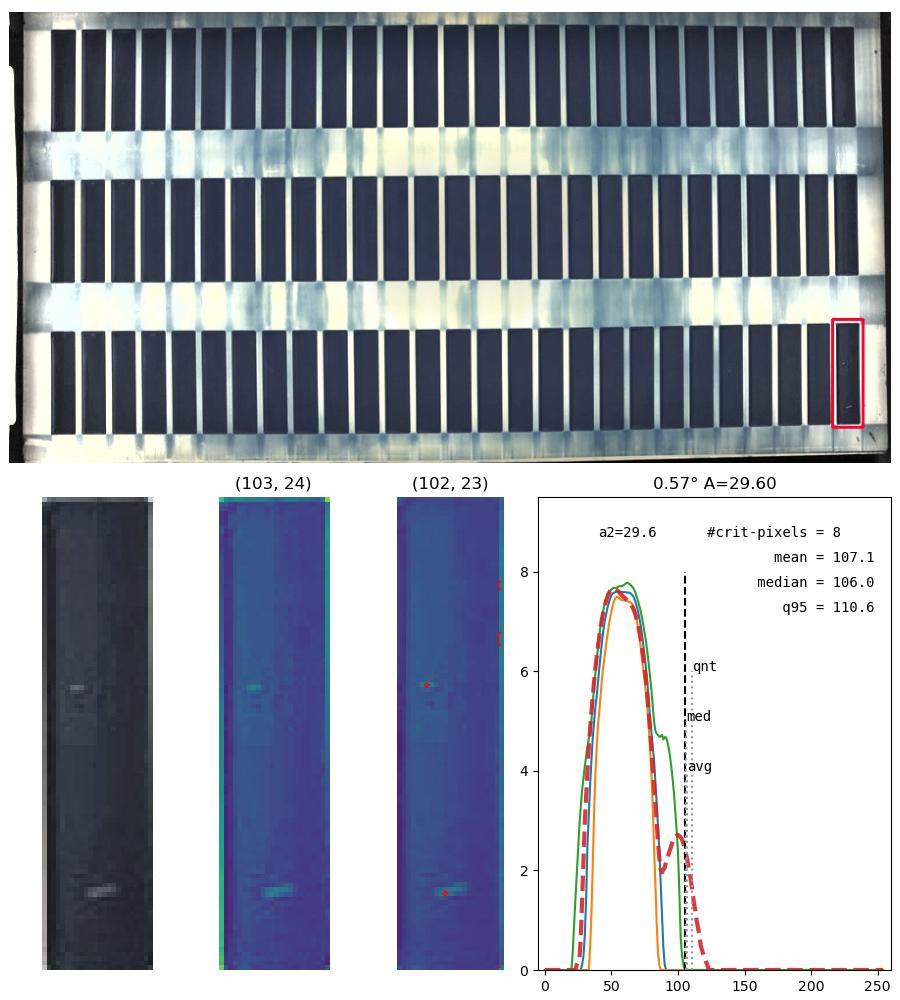 (103, 24)
(102, 23)
0.57° A=29.60
a2=29.6
#crit-pixels = 8
mean = 107.1
median = 106.0
q95 = 110.6
qnt
med
avg
8
6
4
2
0
0
50
100
150
200
250